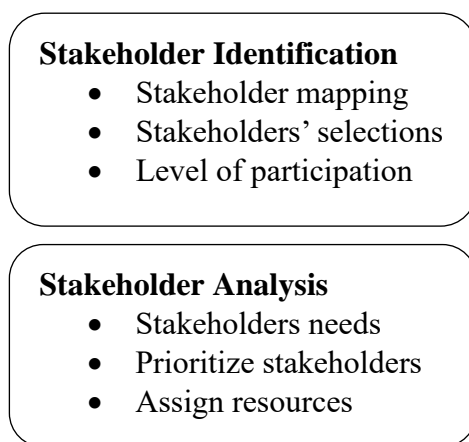 Stakeholder Identification
• Stakeholder mapping
• Stakeholders’ selections
• Level of participation
Stakeholder Analysis
• Stakeholders needs
• Prioritize stakeholders
• Assign resources